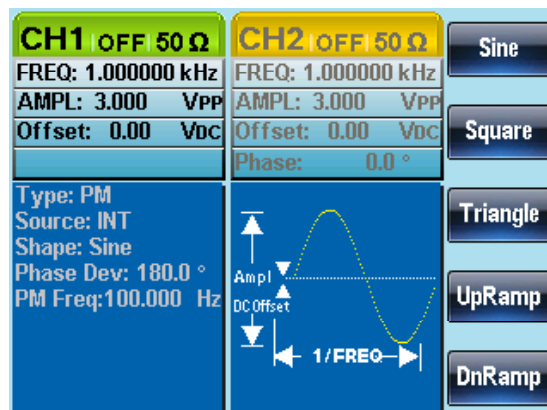 CH1 OFF 50 Ω
FREQ: 1.000000 kHz
AMPL: 3.000 VPP
Offset: 0.00 VDC
CH2 OFF 50 Ω
FREQ: 1.000000 kHz
AMPL: 3.000 VPP
Offset: 0.00 VDC
Phase: 0.0 °
Type: PM
Source: INT
Shape: Sine
Phase Dev: 180.0 °
PM Freq:100.000 Hz
Ampl
DC Offset
1/FREQ
Sine
Square
Triangle
UpRamp
DnRamp